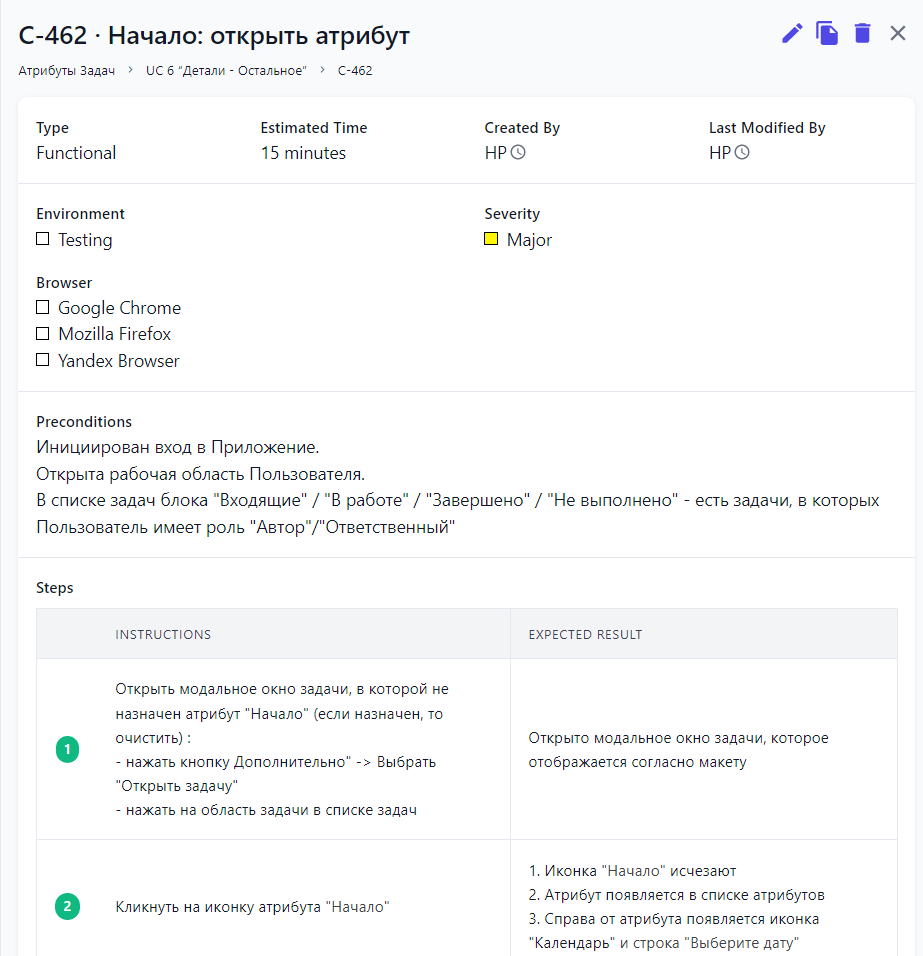 C-462 · Начало: открыть атрибут
Атрибуты Задач > UC 6 "Детали - Остальное" > C-462
Type
Functional
Estimated Time
15 minutes
Created By
HP
Last Modified By
HP
Environment
Testing
Severity
Major
Browser
Google Chrome
Mozilla Firefox
Yandex Browser
Preconditions
Инициирован вход в Приложение.
Открыта рабочая область Пользователя.
В списке задач блока "Входящие" / "В работе" / "Завершено" / "Не выполнено" - есть задачи, в которых
Пользователь имеет роль "Автор"/"Ответственный"
Steps
INSTRUCTIONS
EXPECTED RESULT
1
Открыть модальное окно задачи, в которой не
назначен атрибут "Начало" (если назначен, то
очистить) :
- нажать кнопку Дополнительно" -> Выбрать
"Открыть задачу"
- нажать на область задачи в списке задач
Открыто модальное окно задачи, которое
отображается согласно макету
2
Кликнуть на иконку атрибута "Начало"
1. Иконка "Начало" исчезают
2. Атрибут появляется в списке атрибутов
3. Справа от атрибута появляется иконка
"Календарь" и строка "Выберите дату"